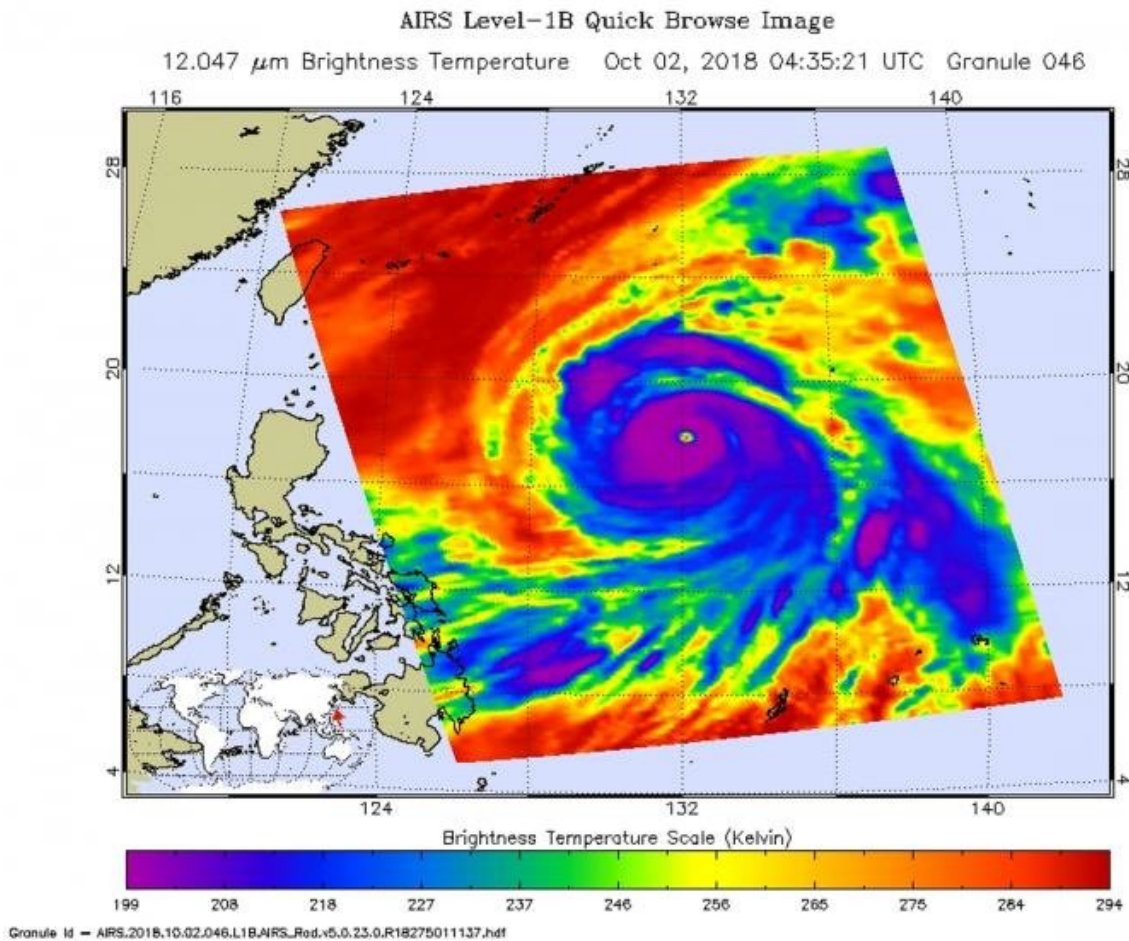 AIRS Level-1B Quick Browse Image
12.047 μm Brightness Temperature Oct 02, 2018 04:35:21 UTC Granule 046
116 124 132 140
28 28
20 20
12 12
4 4
124 132 140
Brightness Temperature Scale (Kelvin)
199 208 218 227 237 246 256 265 275 284 294
Granule Id = AIRS.2018.10.02.046.L1B.AIRS_Rad.v5.0.23.0.R18275011137.hdf